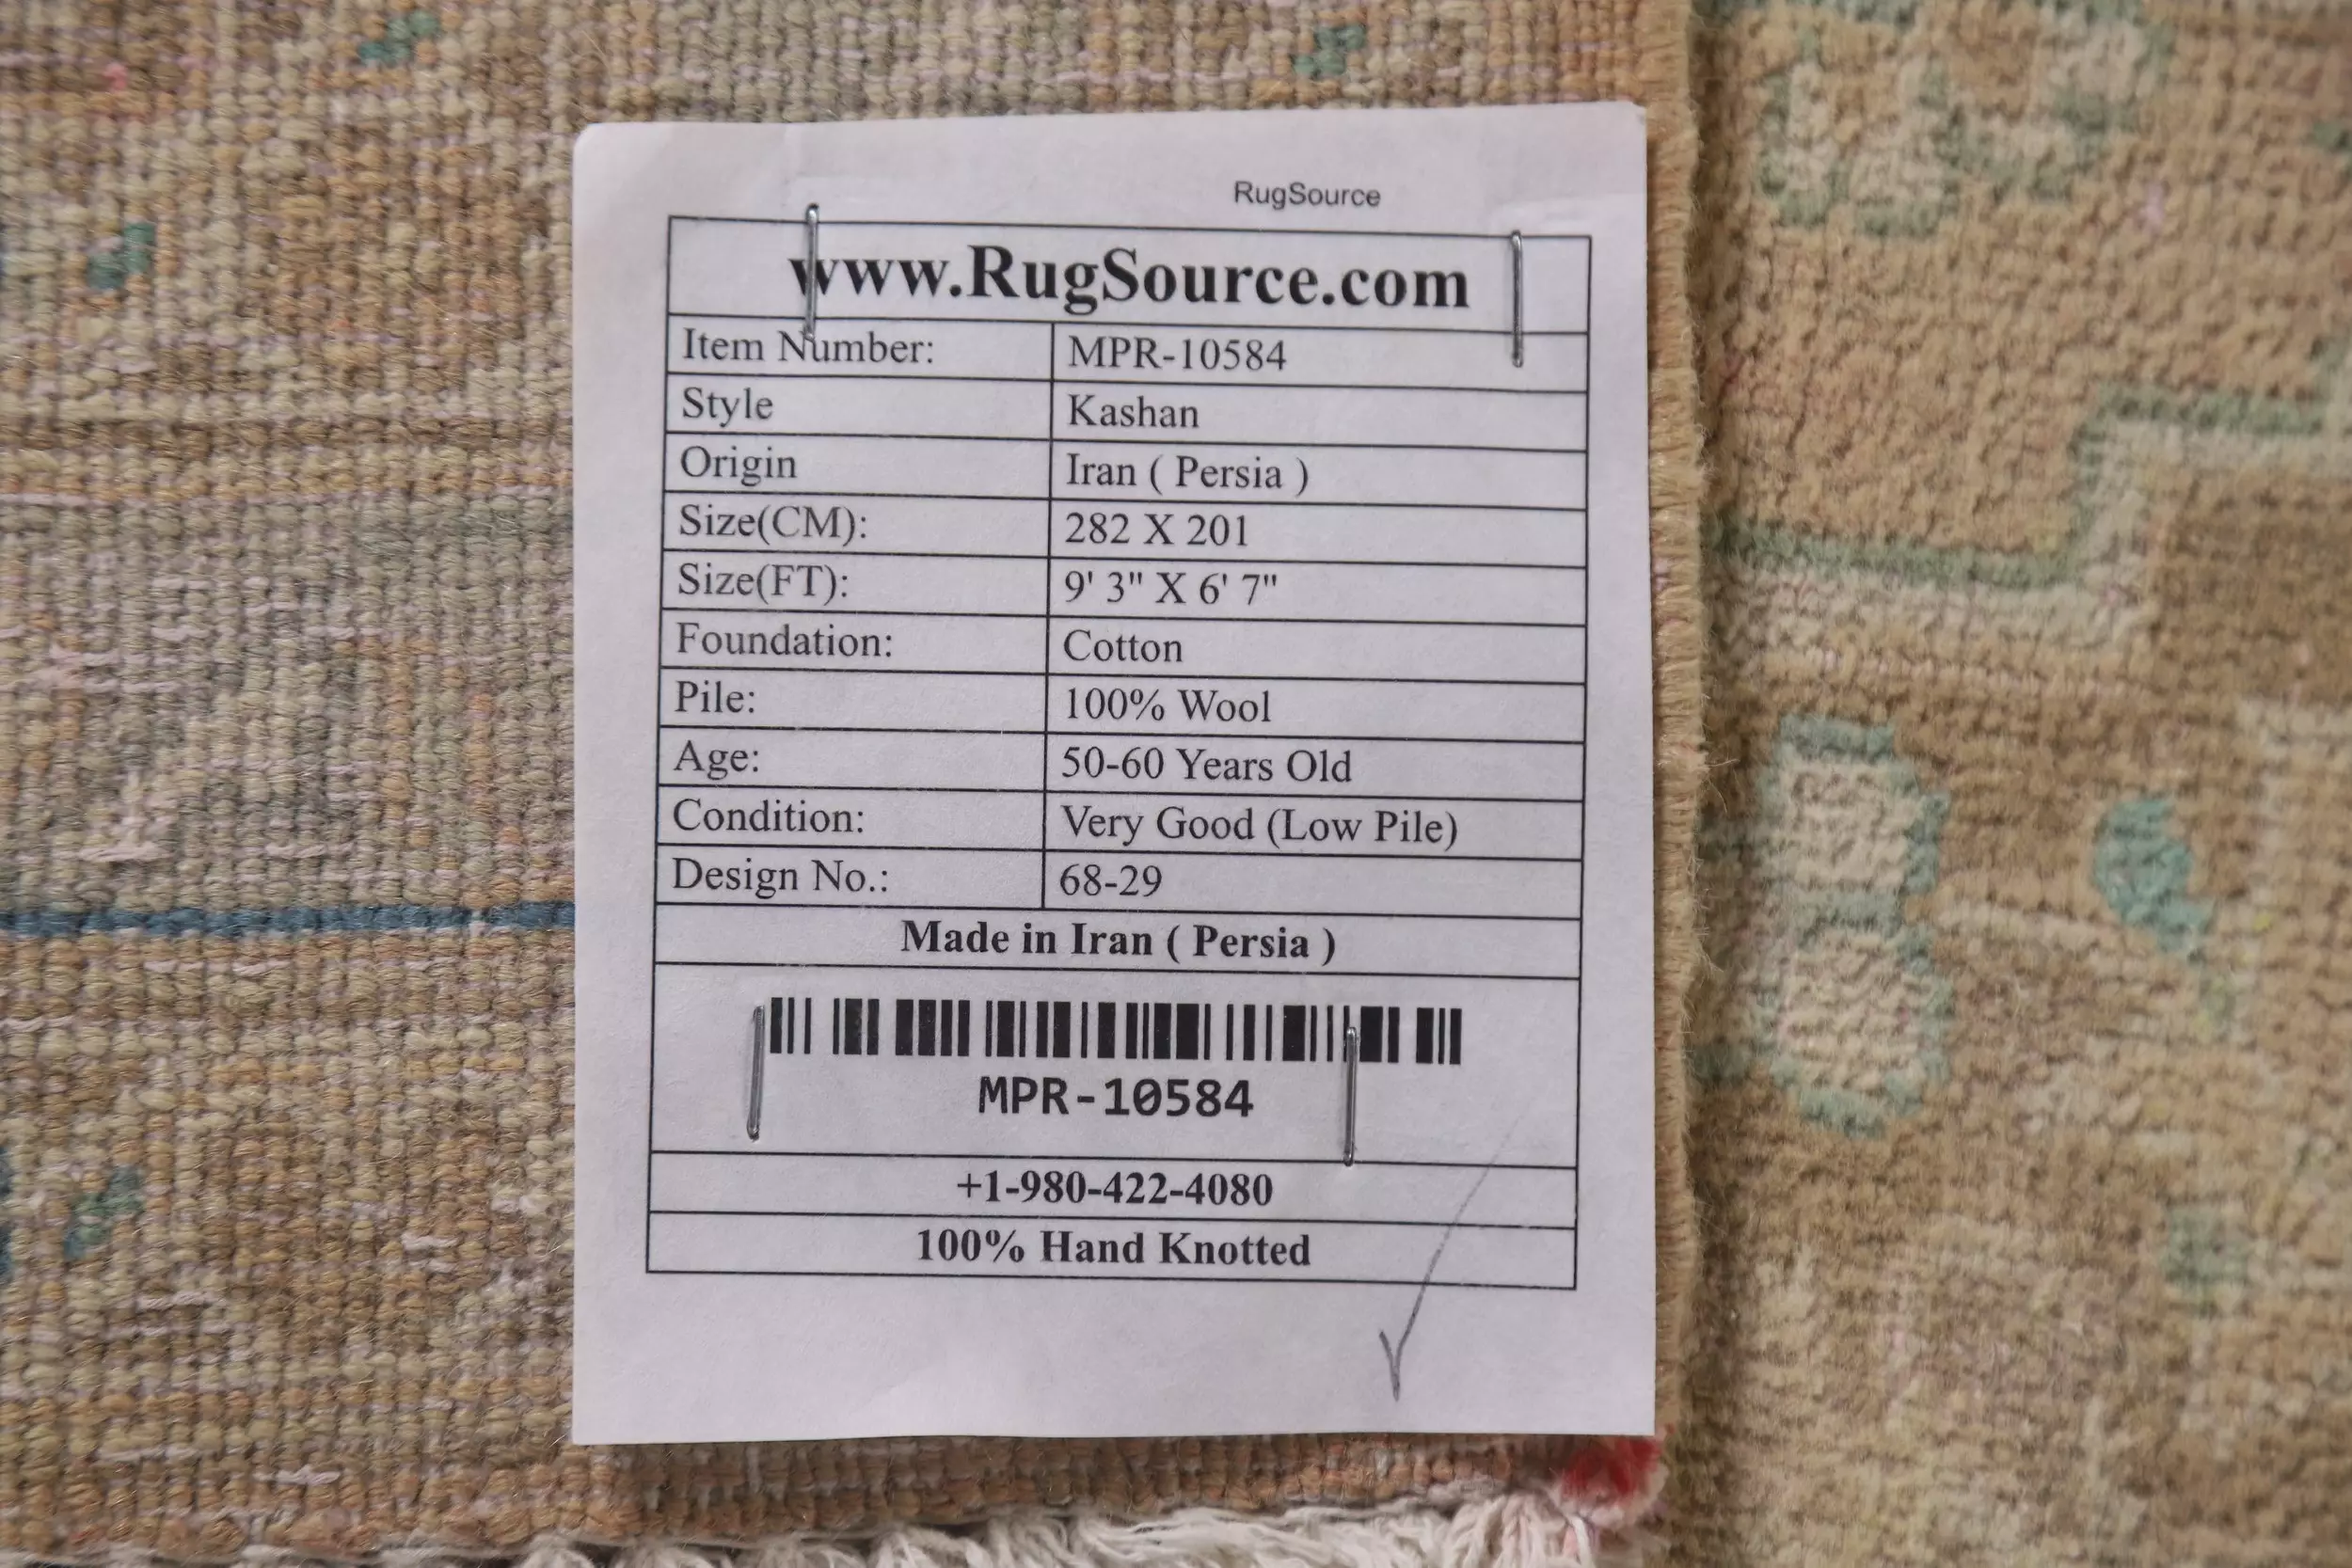 RugSource
www.RugSource.com
Item Number: MPR-10584
Style Kashan
Origin Iran ( Persia )
Size(CM): 282 X 201
Size(FT): 9' 3" X 6' 7"
Foundation: Cotton
Pile: 100% Wool
Age: 50-60 Years Old
Condition: Very Good (Low Pile)
Design No.: 68-29
Made in Iran ( Persia )
MPR-10584
+1-980-422-4080
100% Hand Knotted